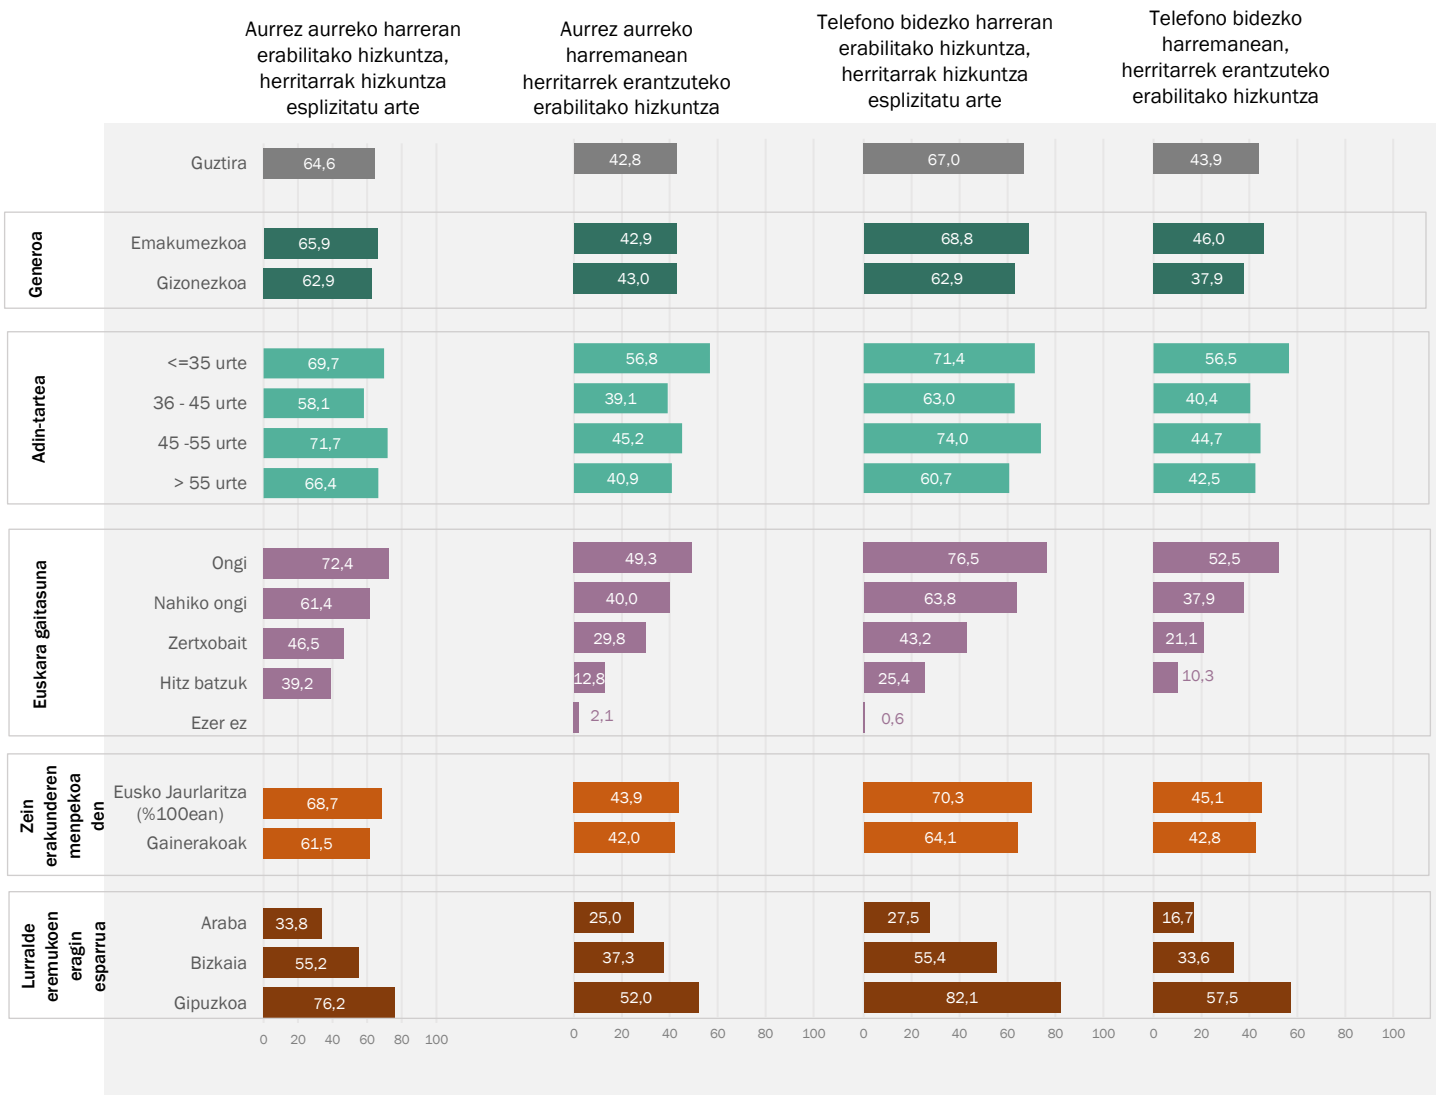 Aurrez aurreko harreran
erabilitako hizkuntza,
herritarrak hizkuntza
esplizitatu arte
Aurrez aurreko
harremanean
herritarrek erantzuteko
erabilitako hizkuntza
Telefono bidezko harreran
erabilitako hizkuntza,
herritarrak hizkuntza
esplizitatu arte
Telefono bidezko
harremanean,
herritarrek erantzuteko
erabilitako hizkuntza
Guztira 64,6 42,8 67,0 43,9
Generoa
Emakumezkoa 65,9 42,9 68,8 46,0
Gizonezkoa 62,9 43,0 62,9 37,9
Adin-tartea
<=35 urte 69,7 56,8 71,4 56,5
36 - 45 urte 58,1 39,1 63,0 40,4
45 -55 urte 71,7 45,2 74,0 44,7
> 55 urte 66,4 40,9 60,7 42,5
Euskara gaitasuna
Ongi 72,4 49,3 76,5 52,5
Nahiko ongi 61,4 40,0 63,8 37,9
Zertxobait 46,5 29,8 43,2 21,1
Hitz batzuk 39,2 12,8 25,4 10,3
Ezer ez 2,1 0,6
Zein
erakunderen
menpekoa
den
Eusko Jaurlaritza
(%100ean) 68,7 43,9 70,3 45,1
Gainerakoak 61,5 42,0 64,1 42,8
Lurralde
eremukoen
eragin
esparrua
Araba 33,8 25,0 27,5 16,7
Bizkaia 55,2 37,3 55,4 33,6
Gipuzkoa 76,2 52,0 82,1 57,5
0 20 40 60 80 100
0 20 40 60 80 100
0 20 40 60 80 100
0 20 40 60 80 100